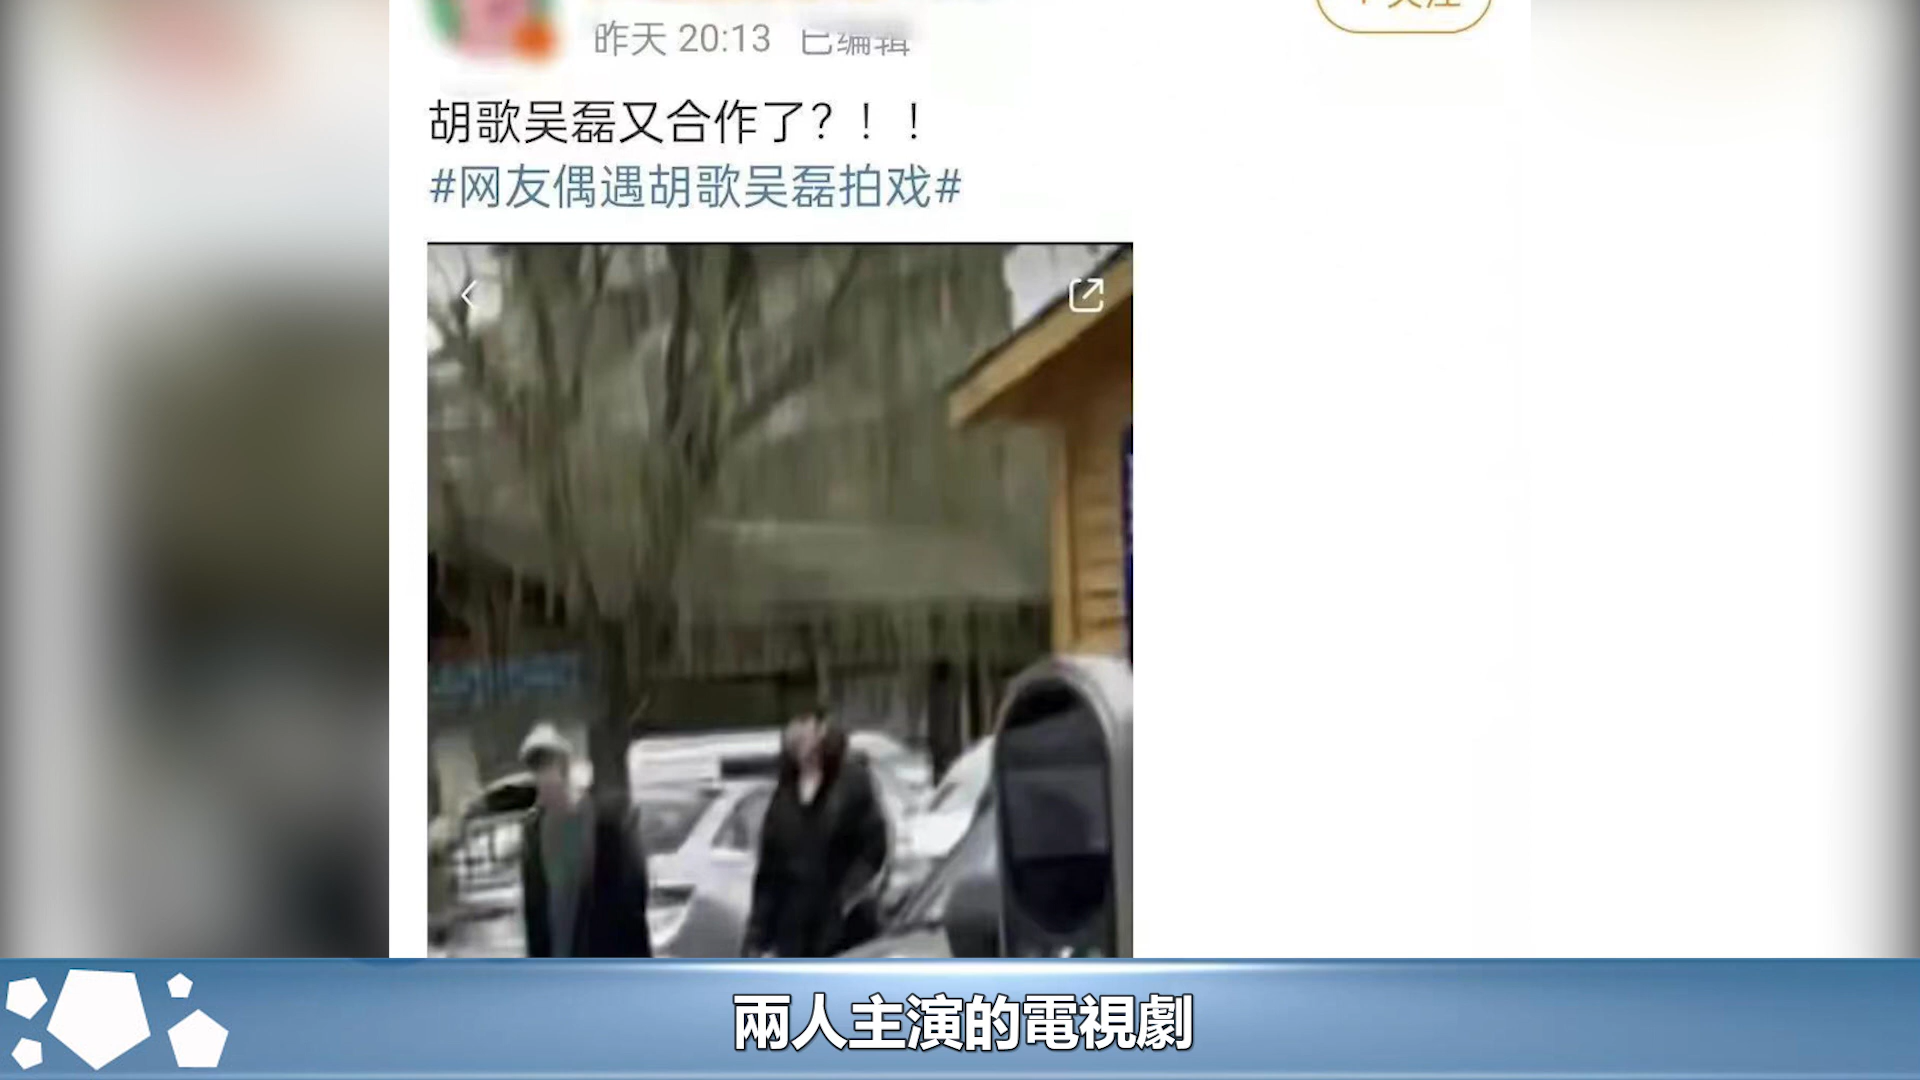 昨天 20:13 已编辑
胡歌吴磊又合作了?！！
#网友偶遇胡歌吴磊拍戏#
兩人主演的電視劇